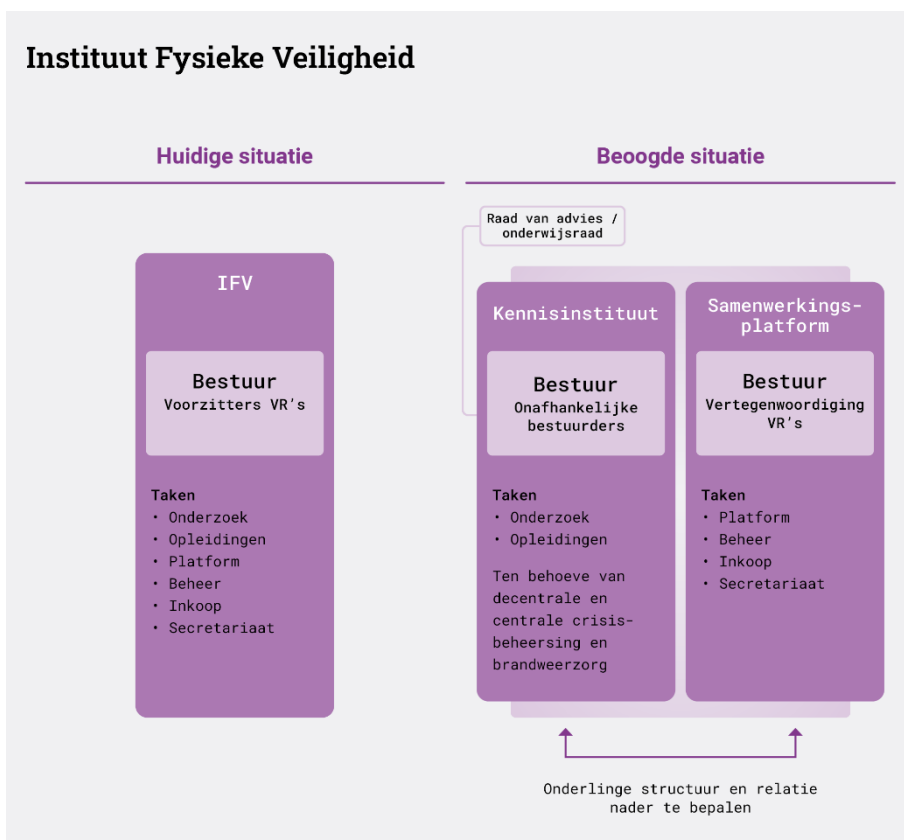 Instituut Fysieke Veiligheid
Huidige situatie
IFV
Bestuur
Voorzitters VR’s
Taken
• Onderzoek
• Opleidingen
• Platform
• Beheer
• Inkoop
• Secretariaat
Beoogde situatie
Raad van advies /
onderwijsraad
Kennisinstituut
Bestuur
Onafhankelijke
bestuurders
Taken
• Onderzoek
• Opleidingen
Ten behoeve van
decentrale en
centrale crisis-
beheersing en
brandweerzorg
Samenwerkings-
platform
Bestuur
Vertegenwoordiging
VR’s
Taken
• Platform
• Beheer
• Inkoop
• Secretariaat
Onderlinge structuur en relatie
nader te bepalen